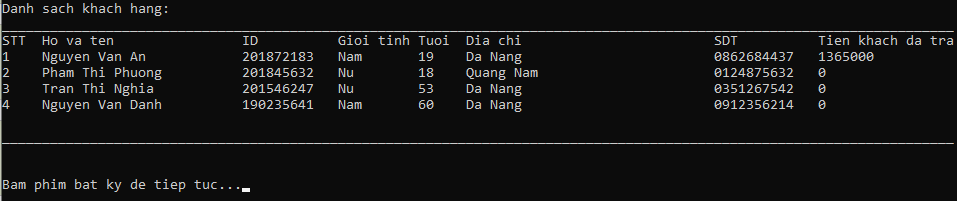 Danh sach khach hang:
STT Ho va ten ID Gioi tinh Tuoi Dia chi SDT Tien khach da tra
1 Nguyen Van An 201872183 Nam 19 Da Nang 0862684437 1365000
2 Pham Thi Phuong 201845632 Nu 18 Quang Nam 0124875632 0
3 Tran Thi Nghia 201546247 Nu 53 Da Nang 0351267542 0
4 Nguyen Van Danh 190235641 Nam 60 Da Nang 0912356214 0
Bam phim bat ky de tiep tuc...